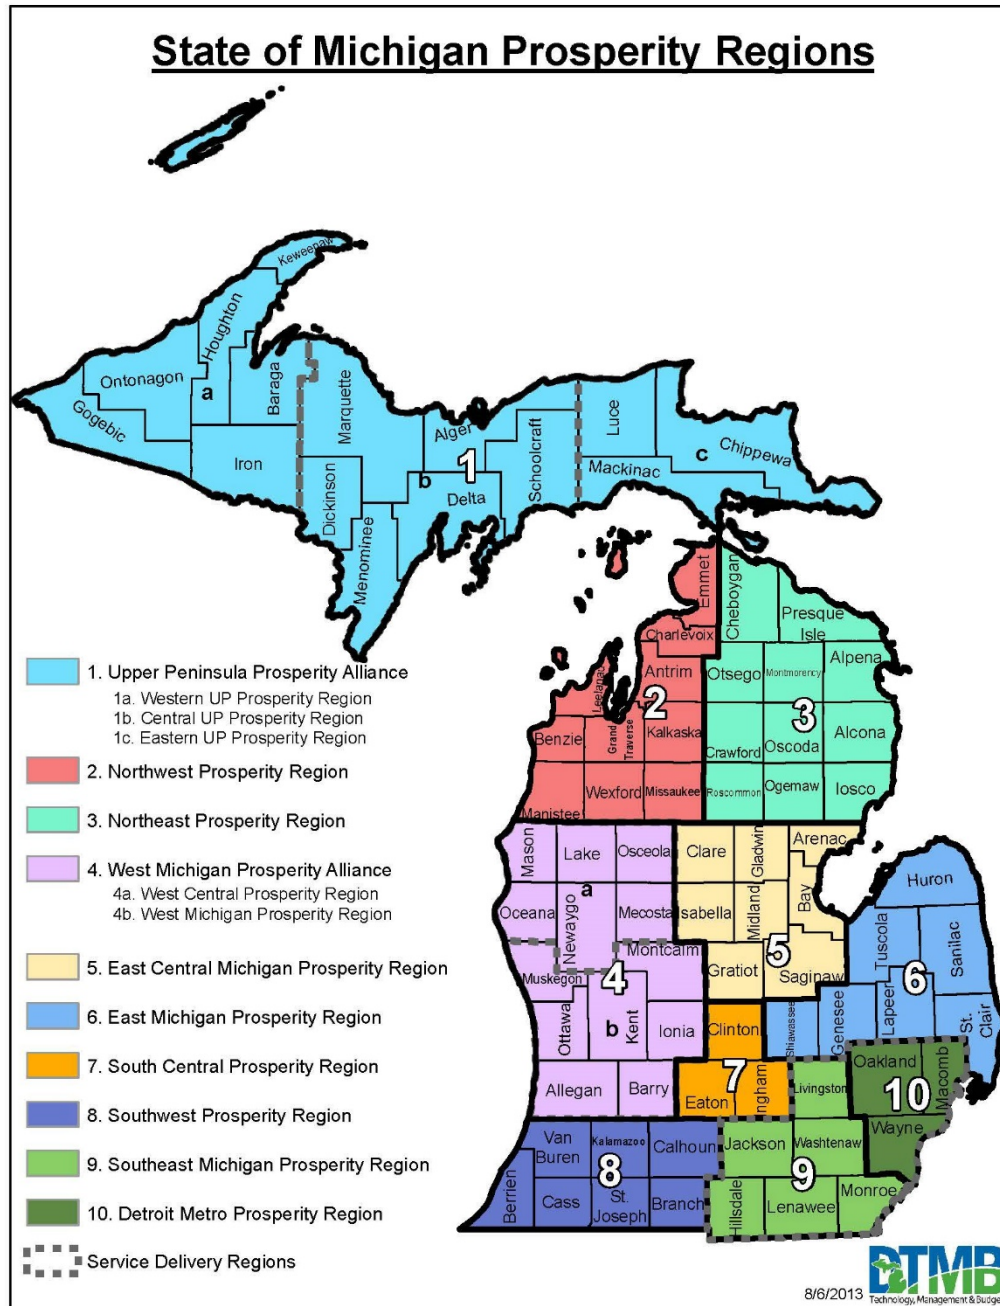 State of Michigan Prosperity Regions
Keweenaw
Houghton
Ontonagon
a
Baraga
Gogebic
Iron
Marquette
Dickinson
Menominee
Alger
1
b
Delta
Schoolcraft
Luce
Mackinac
c
Chippewa
Emmet
Cheboygan
Presque
Isle
Charlevoix
Antrim
Otsego
Montmorency
Alpena
Leelanau
2
3
Benzie
Grand
Traverse
Kalkaska
Crawford
Oscoda
Alcona
Manistee
Wexford
Missaukee
Roscommon
Ogemaw
Iosco
Mason
Lake
Osceola
Clare
Gladwin
Arenac
a
Oceana
Newaygo
Mecosta
Isabella
Midland
Bay
Huron
Tuscola
Sanilac
Montcalm
Gratiot
5
Saginaw
6
Muskegon
4
Ottawa
b
Kent
Ionia
Clinton
Shiawassee
Genesee
Lapeer
St.
Clair
Allegan
Barry
Eaton
7
Ingham
Livingston
Oakland
Macomb
10
Wayne
Van
Buren
Kalamazoo
Calhoun
Jackson
Washtenaw
8
9
Berrien
Cass
St.
Joseph
Branch
Hillsdale
Lenawee
Monroe
1. Upper Peninsula Prosperity Alliance
1a. Western UP Prosperity Region
1b. Central UP Prosperity Region
1c. Eastern UP Prosperity Region
2. Northwest Prosperity Region
3. Northeast Prosperity Region
4. West Michigan Prosperity Alliance
4a. West Central Prosperity Region
4b. West Michigan Prosperity Region
5. East Central Michigan Prosperity Region
6. East Michigan Prosperity Region
7. South Central Prosperity Region
8. Southwest Prosperity Region
9. Southeast Michigan Prosperity Region
10. Detroit Metro Prosperity Region
Service Delivery Regions
8/6/2013
DTMB
Technology, Management & Budget